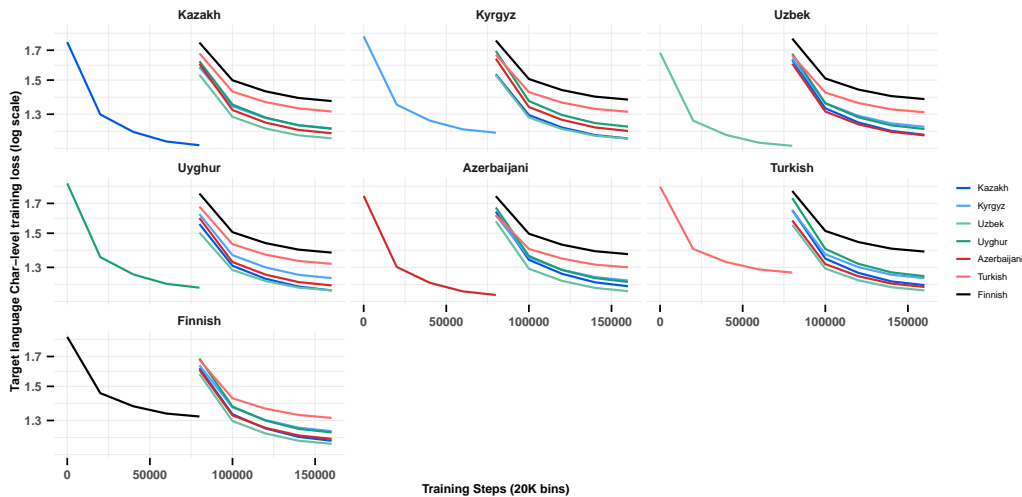 Kazakh
Kyrgyz
Uzbek
Target language Char−level training loss (log scale)
1.7
1.5
1.3
Uyghur
Azerbaijani
Turkish
1.7
1.5
1.3
0
50000
100000
150000
0
50000
100000
150000
Finnish
1.7
1.5
1.3
0
50000
100000
150000
Kazakh
Kyrgyz
Uzbek
Uyghur
Azerbaijani
Turkish
Finnish
Training Steps (20K bins)